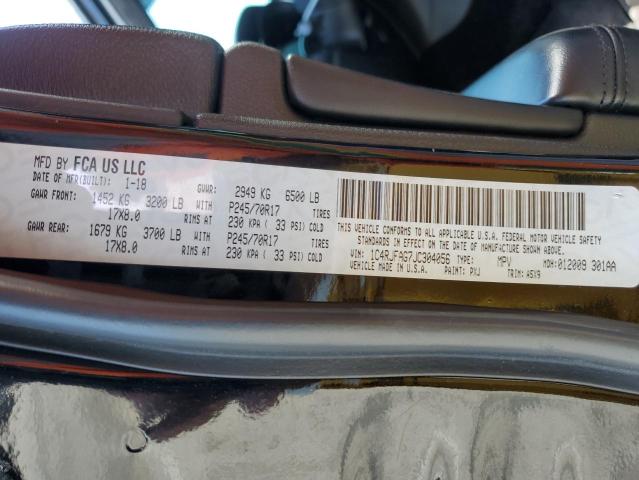 MFD BY FCA US LLC
DATE OF MFR(BUILT): 1-18 GVWR: 2949 KG 6500 LB
GAWR FRONT: 1452 KG 3200 LB WITH P245/70R17 TIRES
17X8.0 RIMS AT 230 KPA ( 33 PSI) COLD
GAWR REAR: 1679 KG 3700 LB WITH P245/70R17 TIRES
17X8.0 RIMS AT 230 KPA ( 33 PSI) COLD
THIS VEHICLE CONFORMS TO ALL APPLICABLE U.S.A. FEDERAL MOTOR VEHICLE SAFETY
STANDARDS IN EFFECT ON THE DATE OF MANUFACTURE SHOWN ABOVE.
VIN: 1C4RJFAG7JC304056 TYPE: MPV MDH: 012009 301AA
VEHICLE MADE IN U.S.A. PAINT: PXJ TRIM: A5X9